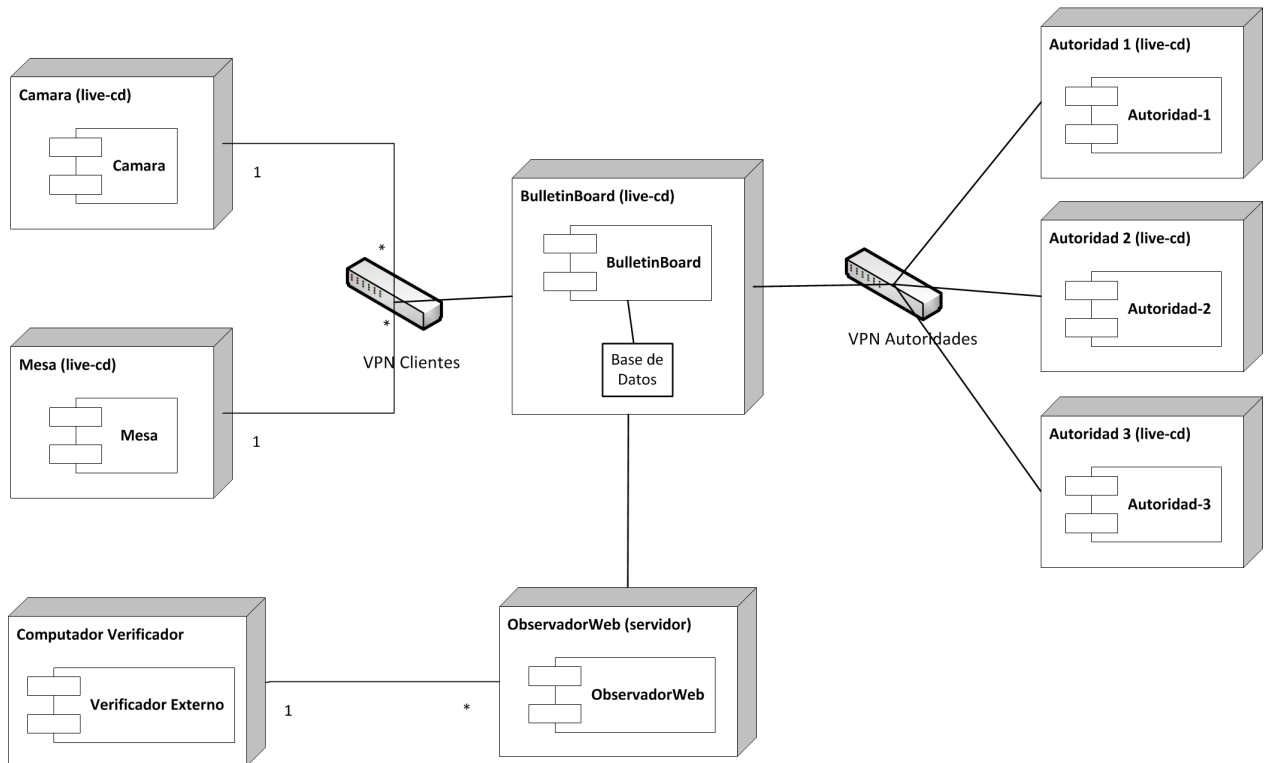 Camara (live-cd)
Camara
1
*
*
VPN Clientes
Mesa (live-cd)
Mesa
1
BulletinBoard (live-cd)
BulletinBoard
Base de
Datos
VPN Autoridades
Autoridad 1 (live-cd)
Autoridad-1
Autoridad 2 (live-cd)
Autoridad-2
Autoridad 3 (live-cd)
Autoridad-3
Computador Verificador
Verificador Externo
1
*
ObservadorWeb (servidor)
ObservadorWeb